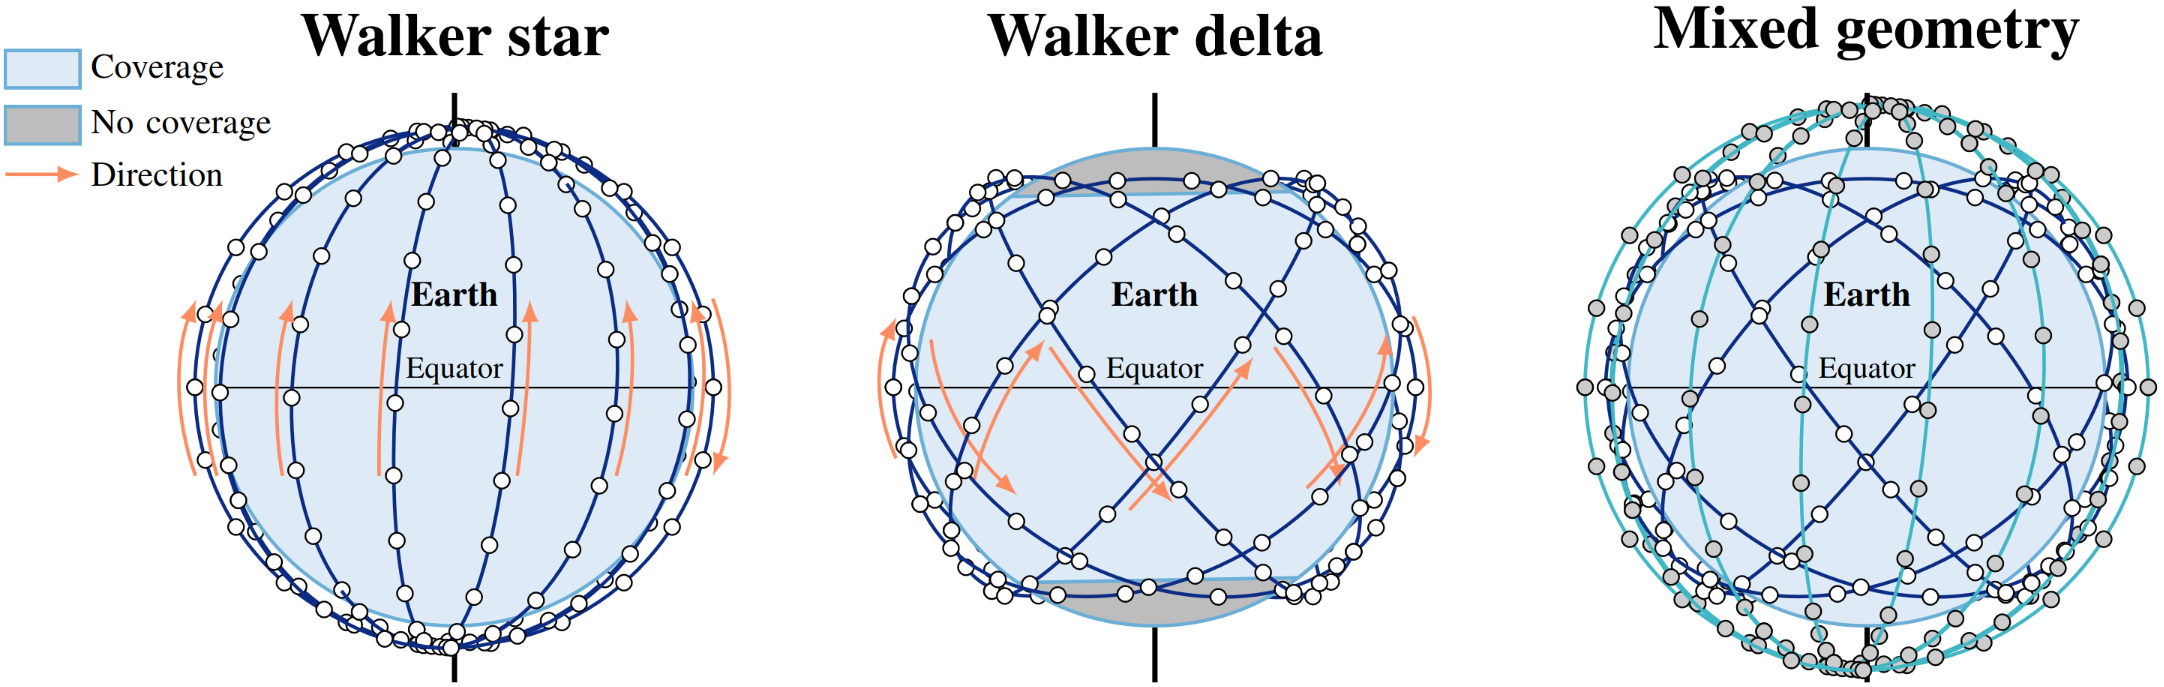 Walker star
Walker delta
Mixed geometry
Coverage
No coverage
Direction
Earth
Equator
Earth
Equator
Earth
Equator